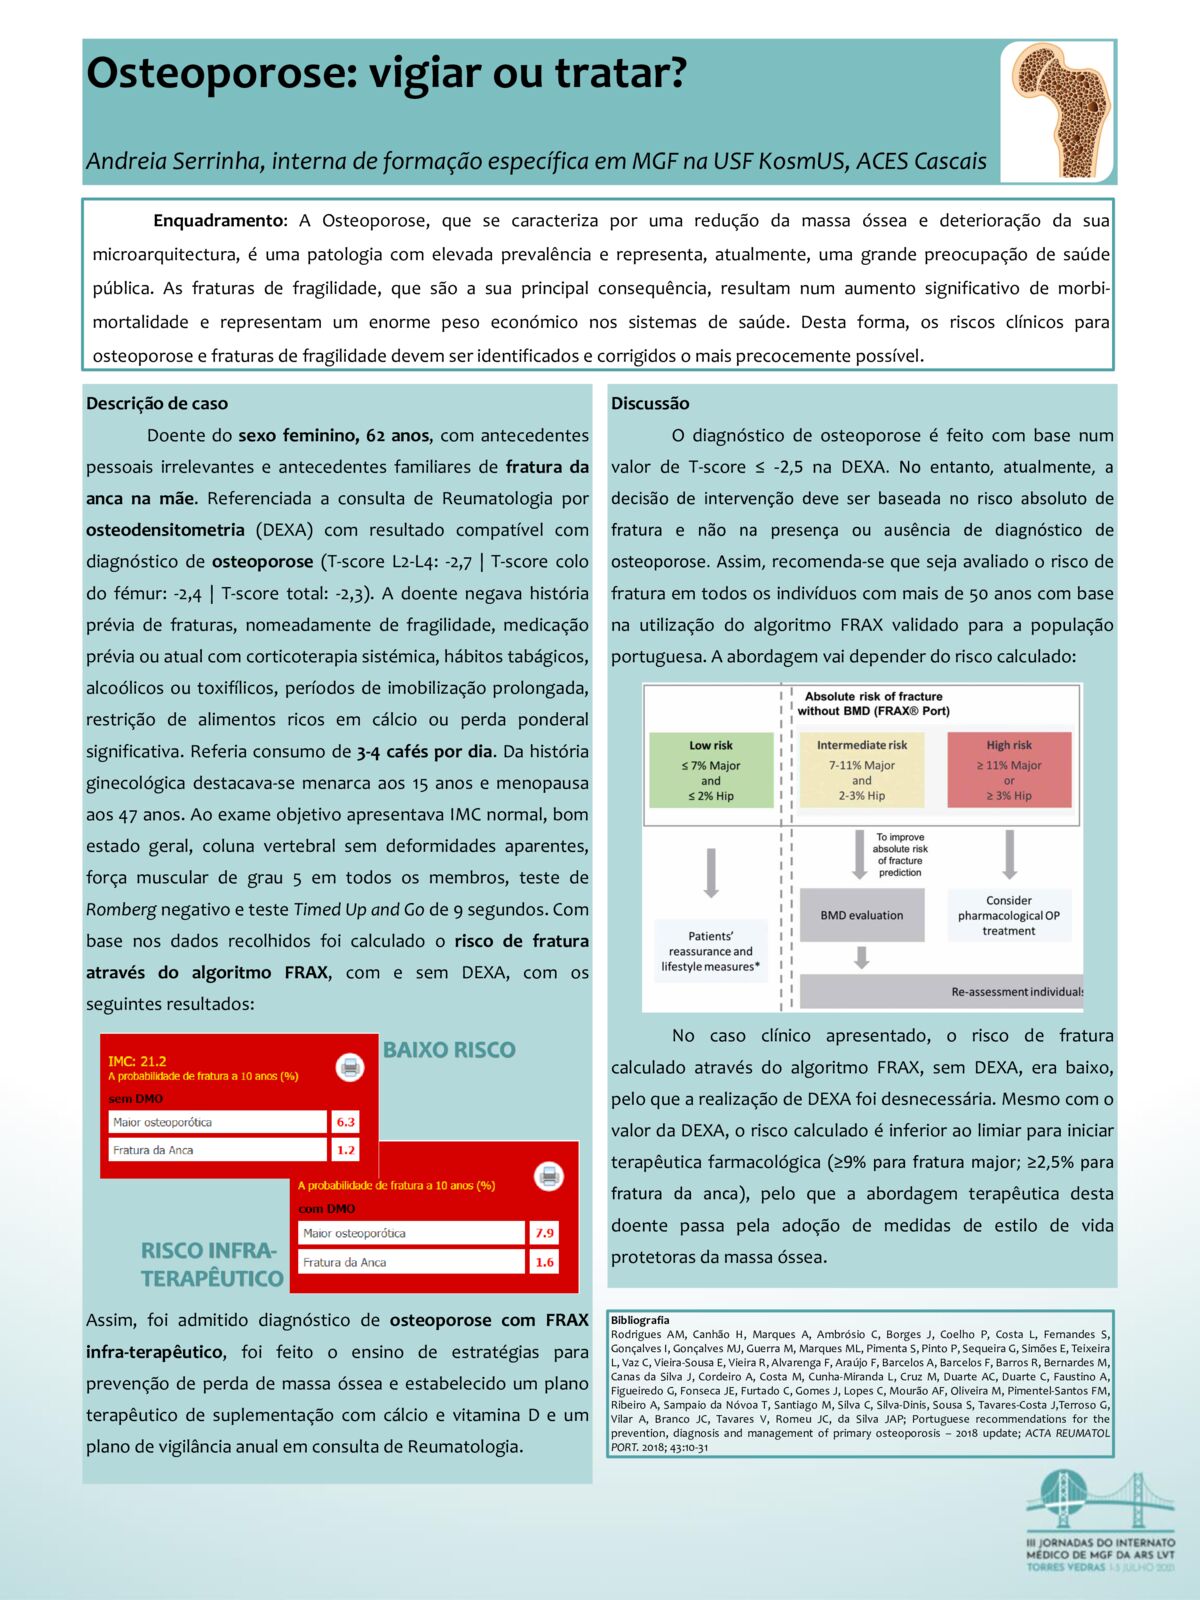 Osteoporose: vigiar ou tratar?
Andreia Serrinha, interna de formação específica em MGF na USF KosmUS, ACES Cascais
Enquadramento: A Osteoporose, que se caracteriza por uma redução da massa óssea e deterioração da sua
microarquitectura, é uma patologia com elevada prevalência e representa, atualmente, uma grande preocupação de saúde
pública. As fraturas de fragilidade, que são a sua principal consequência, resultam num aumento significativo de morbi-
mortalidade e representam um enorme peso económico nos sistemas de saúde. Desta forma, os riscos clínicos para
osteoporose e fraturas de fragilidade devem ser identificados e corrigidos o mais precocemente possível.
Descrição de caso
Doente do sexo feminino, 62 anos, com antecedentes
pessoais irrelevantes e antecedentes familiares de fratura da
anca na mãe. Referenciada a consulta de Reumatologia por
osteodensitometria (DEXA) com resultado compatível com
diagnóstico de osteoporose (T-score L2-L4: -2,7 | T-score colo
do fémur: -2,4 | T-score total: -2,3). A doente negava história
prévia de fraturas, nomeadamente de fragilidade, medicação
prévia ou atual com corticoterapia sistémica, hábitos tabágicos,
alcoólicos ou toxifílicos, períodos de imobilização prolongada,
restrição de alimentos ricos em cálcio ou perda ponderal
significativa. Referia consumo de 3-4 cafés por dia. Da história
ginecológica destacava-se menarca aos 15 anos e menopausa
aos 47 anos. Ao exame objetivo apresentava IMC normal, bom
estado geral, coluna vertebral sem deformidades aparentes,
força muscular de grau 5 em todos os membros, teste de
Romberg negativo e teste Timed Up and Go de 9 segundos. Com
base nos dados recolhidos foi calculado o risco de fratura
através do algoritmo FRAX, com e sem DEXA, com os
seguintes resultados:
BAIXO RISCO
IMC: 21.2
A probabilidade de fratura a 10 anos (%)
sem DMO
Maior osteoporótica 6.3
Fratura da Anca 1.2
A probabilidade de fratura a 10 anos (%)
com DMO
Maior osteoporótica 7.9
Fratura da Anca 1.6
RISCO INFRA-
TERAPÊUTICO
Assim, foi admitido diagnóstico de osteoporose com FRAX
infra-terapêutico, foi feito o ensino de estratégias para
prevenção de perda de massa óssea e estabelecido um plano
terapêutico de suplementação com cálcio e vitamina D e um
plano de vigilância anual em consulta de Reumatologia.
Discussão
O diagnóstico de osteoporose é feito com base num
valor de T-score ≤ -2,5 na DEXA. No entanto, atualmente, a
decisão de intervenção deve ser baseada no risco absoluto de
fratura e não na presença ou ausência de diagnóstico de
osteoporose. Assim, recomenda-se que seja avaliado o risco de
fratura em todos os indivíduos com mais de 50 anos com base
na utilização do algoritmo FRAX validado para a população
portuguesa. A abordagem vai depender do risco calculado:
Absolute risk of fracture
without BMD (FRAX® Port)
Low risk
≤ 7% Major
and
≤ 2% Hip
Intermediate risk
7-11% Major
and
2-3% Hip
High risk
≥ 11% Major
or
≥ 3% Hip
To improve
absolute risk
of fracture
prediction
Patients'
reassurance and
lifestyle measures*
BMD evaluation
Consider
pharmacological OP
treatment
Re-assessment individuals
No caso clínico apresentado, o risco de fratura
calculado através do algoritmo FRAX, sem DEXA, era baixo,
pelo que a realização de DEXA foi desnecessária. Mesmo com o
valor da DEXA, o risco calculado é inferior ao limiar para iniciar
terapêutica farmacológica (≥9% para fratura major; ≥2,5% para
fratura da anca), pelo que a abordagem terapêutica desta
doente passa pela adoção de medidas de estilo de vida
protetoras da massa óssea.
Bibliografia
Rodrigues AM, Canhão H, Marques A, Ambrósio C, Borges J, Coelho P, Costa L, Fernandes S,
Gonçalves I, Gonçalves MJ, Guerra M, Marques ML, Pimenta S, Pinto P, Sequeira G, Simões E, Teixeira
L, Vaz C, Vieira-Sousa E, Vieira R, Alvarenga F, Araújo F, Barcelos A, Barcelos F, Barros R, Bernardes M,
Canas da Silva J, Cordeiro A, Costa M, Cunha-Miranda L, Cruz M, Duarte AC, Duarte C, Faustino A,
Figueiredo G, Fonseca JE, Furtado C, Gomes J, Lopes C, Mourão AF, Oliveira M, Pimentel-Santos FM,
Ribeiro A, Sampaio da Nóvoa T, Santiago M, Silva C, Silva-Dinis, Sousa S, Tavares-Costa J,Terroso G,
Vilar A, Branco JC, Tavares V, Romeu JC, da Silva JAP; Portuguese recommendations for the
prevention, diagnosis and management of primary osteoporosis – 2018 update; ACTA REUMATOL
PORT. 2018; 43:10-31
III JORNADAS DO INTERNATO
MÉDICO DE MGF DA ARS LVT
TORRES VEDRAS 1-3 JULHO 2021